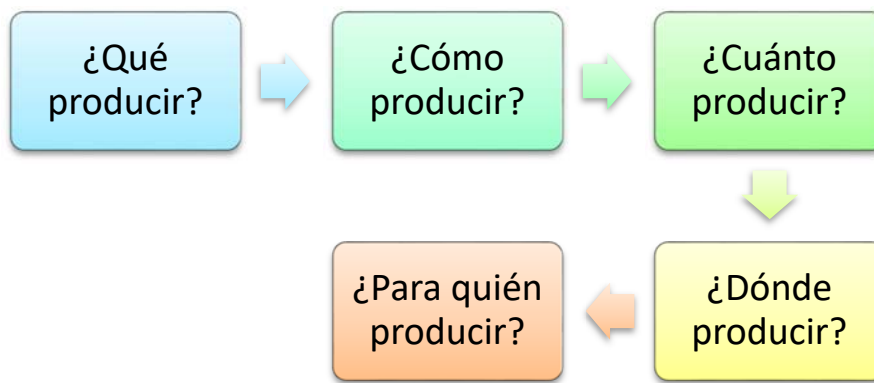 ¿Qué
producir?
¿Cómo
producir?
¿Cuánto
producir?
¿Dónde
producir?
¿Para quién
producir?